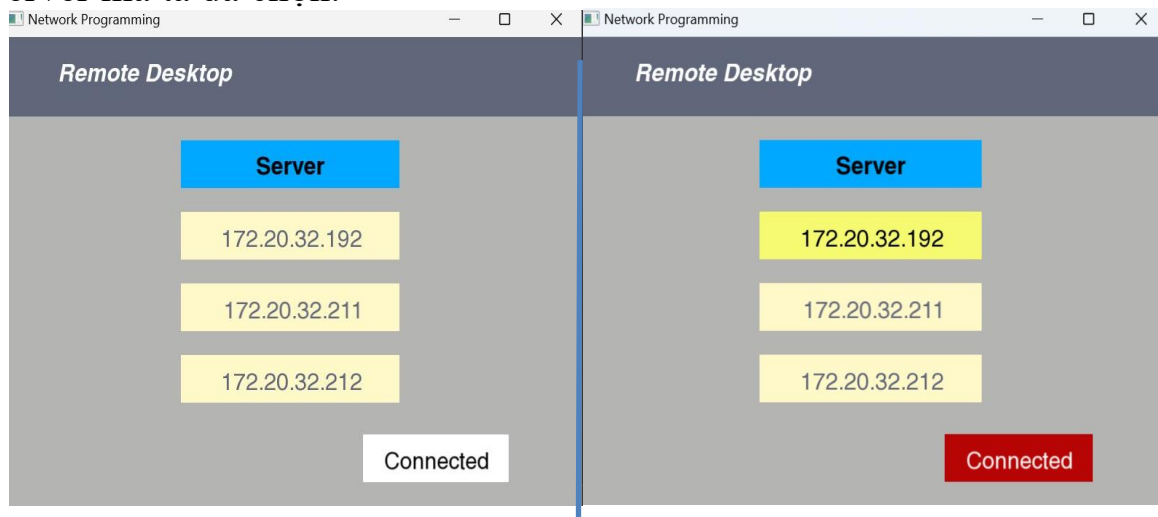 Network Programming
Remote Desktop
Server
172.20.32.192
172.20.32.211
172.20.32.212
Connected
Network Programming
Remote Desktop
Server
172.20.32.192
172.20.32.211
172.20.32.212
Connected